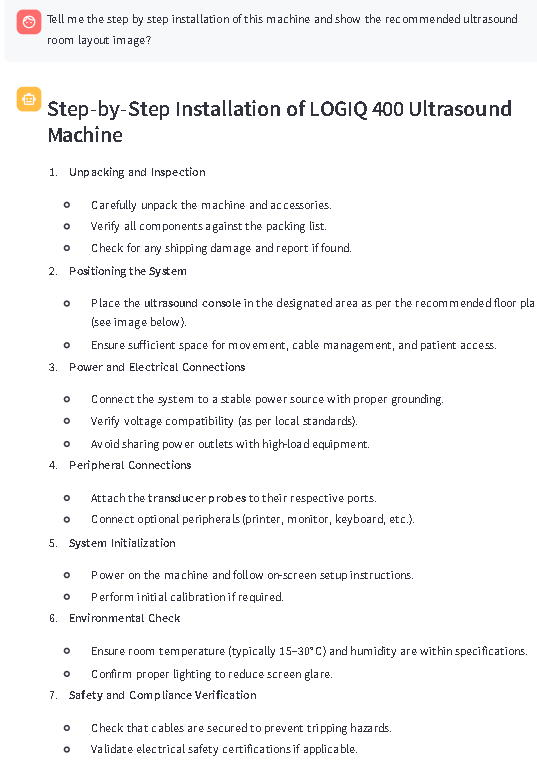 Tell me the step by step installation of this machine and show the recommended ultrasound
room layout image?
Step-by-Step Installation of LOGIQ 400 Ultrasound
Machine
1. Unpacking and Inspection
Carefully unpack the machine and accessories.
Verify all components against the packing list.
Check for any shipping damage and report if found.
2. Positioning the System
Place the ultrasound console in the designated area as per the recommended floor pla
(see image below).
Ensure sufficient space for movement, cable management, and patient access.
3. Power and Electrical Connections
Connect the system to a stable power source with proper grounding.
Verify voltage compatibility (as per local standards).
Avoid sharing power outlets with high-load equipment.
4. Peripheral Connections
Attach the transducer probes to their respective ports.
Connect optional peripherals (printer, monitor, keyboard, etc.).
5. System Initialization
Power on the machine and follow on-screen setup instructions.
Perform initial calibration if required.
6. Environmental Check
Ensure room temperature (typically 15–30°C) and humidity are within specifications.
Confirm proper lighting to reduce screen glare.
7. Safety and Compliance Verification
Check that cables are secured to prevent tripping hazards.
Validate electrical safety certifications if applicable.